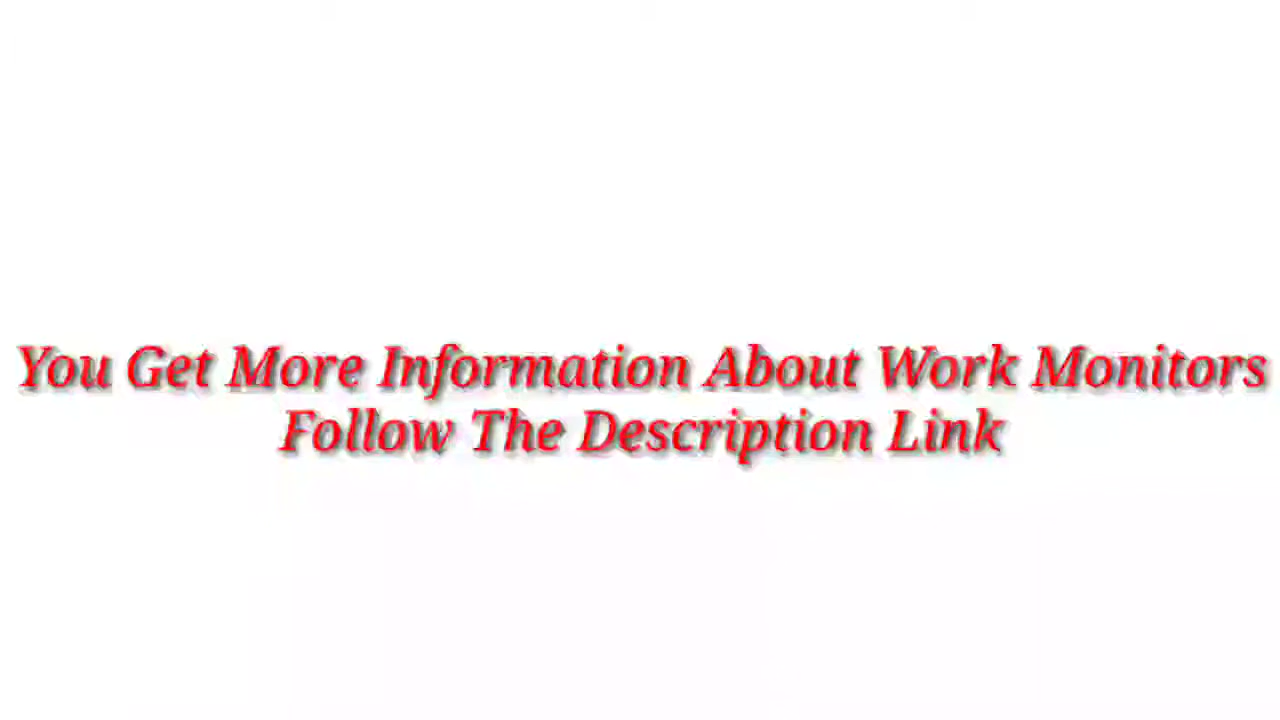 You Get More Information About Work Monitors
Follow The Description Link